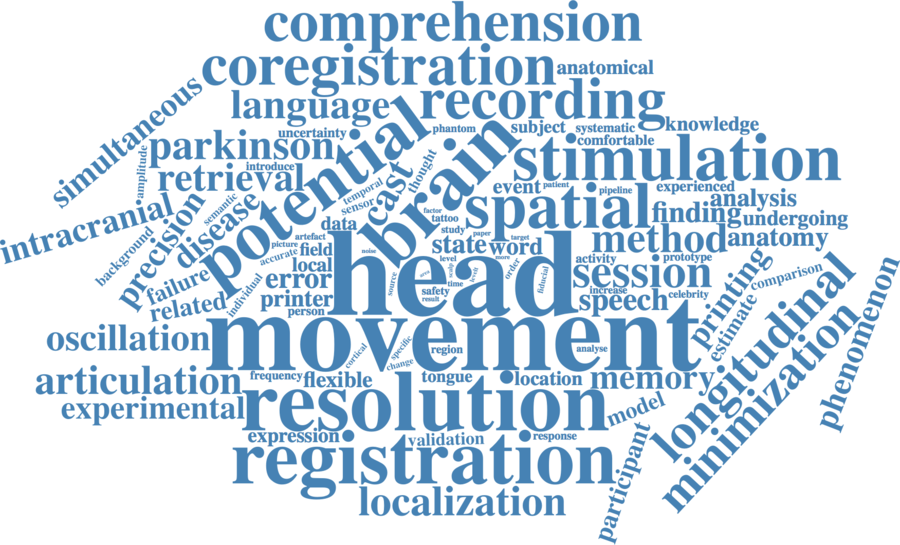 comprehension
coregistration
anatomical
simultaneous
language
recording
potential
brain
phantom
subject
systematic
knowledge
comfortable
uncertainty
parkinson
amplitude
introduce
retrieval
cast
thought
temporal
sensor
stimulation
event
patient
pipeline
experienced
analysis
intracranial
precision
disease
semantic
data
factor
tattoo
study
spatial
finding
undergoing
background
failure
artefact
picture
accurate
field
noise
state
word
paper
target
method
anatomy
related
individual
local
error
printer
person
head
source
area
level
scalp
time
been
more
order
safety
result
fiducial
activity
prototype
session
increase
speech
celebrity
printing
estimate
comparison
longitudinal
minimization
phenomenon
oscillation
movement
cortical
specific
change
region
analyse
articulation
frequency
flexible
tongue
location
memory
experimental
resolution
model
expression
validation
response
registration
participant
localization